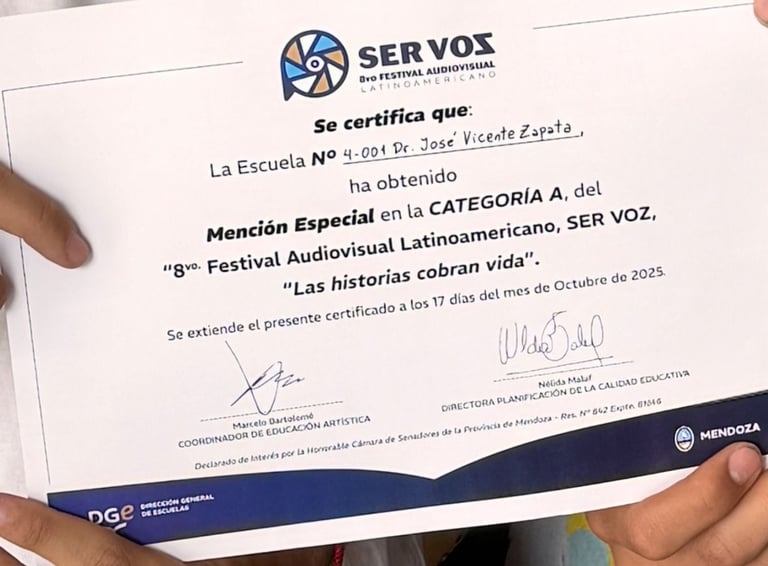 SER VOZ
8vo FESTIVAL AUDIOVISUAL
LATINOAMERICANO
Se certifica que:
La Escuela Nº 4-001 Dr. José Vicente Zapata,
ha obtenido
Mención Especial en la CATEGORÍA A, del
“8vo. Festival Audiovisual Latinoamericano, SER VOZ,
“Las historias cobran vida”.
Se extiende el presente certificado a los 17 días del mes de Octubre de 2025.
Marcelo Bartolomé
COORDINADOR DE EDUCACIÓN ARTÍSTICA
Nélida Maluf
DIRECTORA PLANIFICACIÓN DE LA CALIDAD EDUCATIVA
Declarado de Interés por la Honorable Cámara de Senadores de la Provincia de Mendoza - Res. Nº 642 Expte.
DGe DIRECCIÓN GENERAL
DE ESCUELAS
MENDOZA